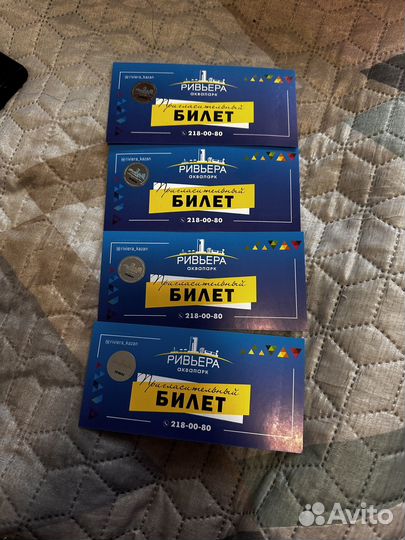 @riviera_kazan
РИВЬЕРА
АКВАПАРК
Пригласительный
БИЛЕТ
218-00-80
@riviera_kazan
РИВЬЕРА
АКВАПАРК
Пригласительный
БИЛЕТ
218-00-80
@riviera_kazan
РИВЬЕРА
АКВАПАРК
Пригласительный
БИЛЕТ
218-00-80
@riviera_kazan
РИВЬЕРА
АКВАПАРК
Пригласительный
БИЛЕТ
218-00-80
Avito